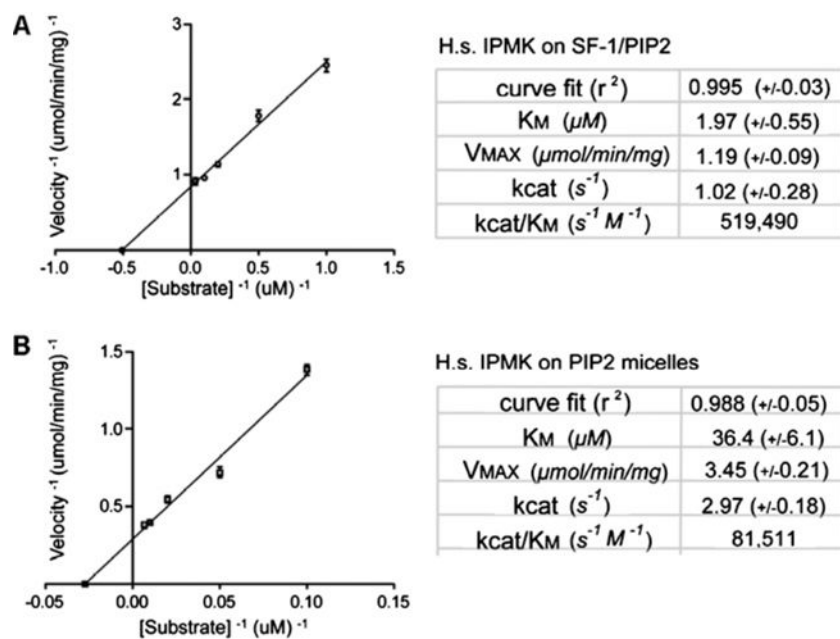 A
Velocity -1 (umol/min/mg) -1
3
2
1
-1.0 -0.5 0.0 0.5 1.0 1.5
[Substrate] -1 (uM) -1
H.s. IPMK on SF-1/PIP2
curve fit (r 2) 0.995 (+/-0.03)
KM (µM) 1.97 (+/-0.55)
VMAX (µmol/min/mg) 1.19 (+/-0.09)
kcat (s-1) 1.02 (+/-0.28)
kcat/KM (s-1 M-1) 519,490
B
Velocity -1 (umol/min/mg) -1
1.5
1.0
0.5
-0.05 0.00 0.05 0.10 0.15
[Substrate] -1 (uM) -1
H.s. IPMK on PIP2 micelles
curve fit (r 2) 0.988 (+/-0.05)
KM (µM) 36.4 (+/-6.1)
VMAX (µmol/min/mg) 3.45 (+/-0.21)
kcat (s-1) 2.97 (+/-0.18)
kcat/KM (s-1 M-1) 81,511